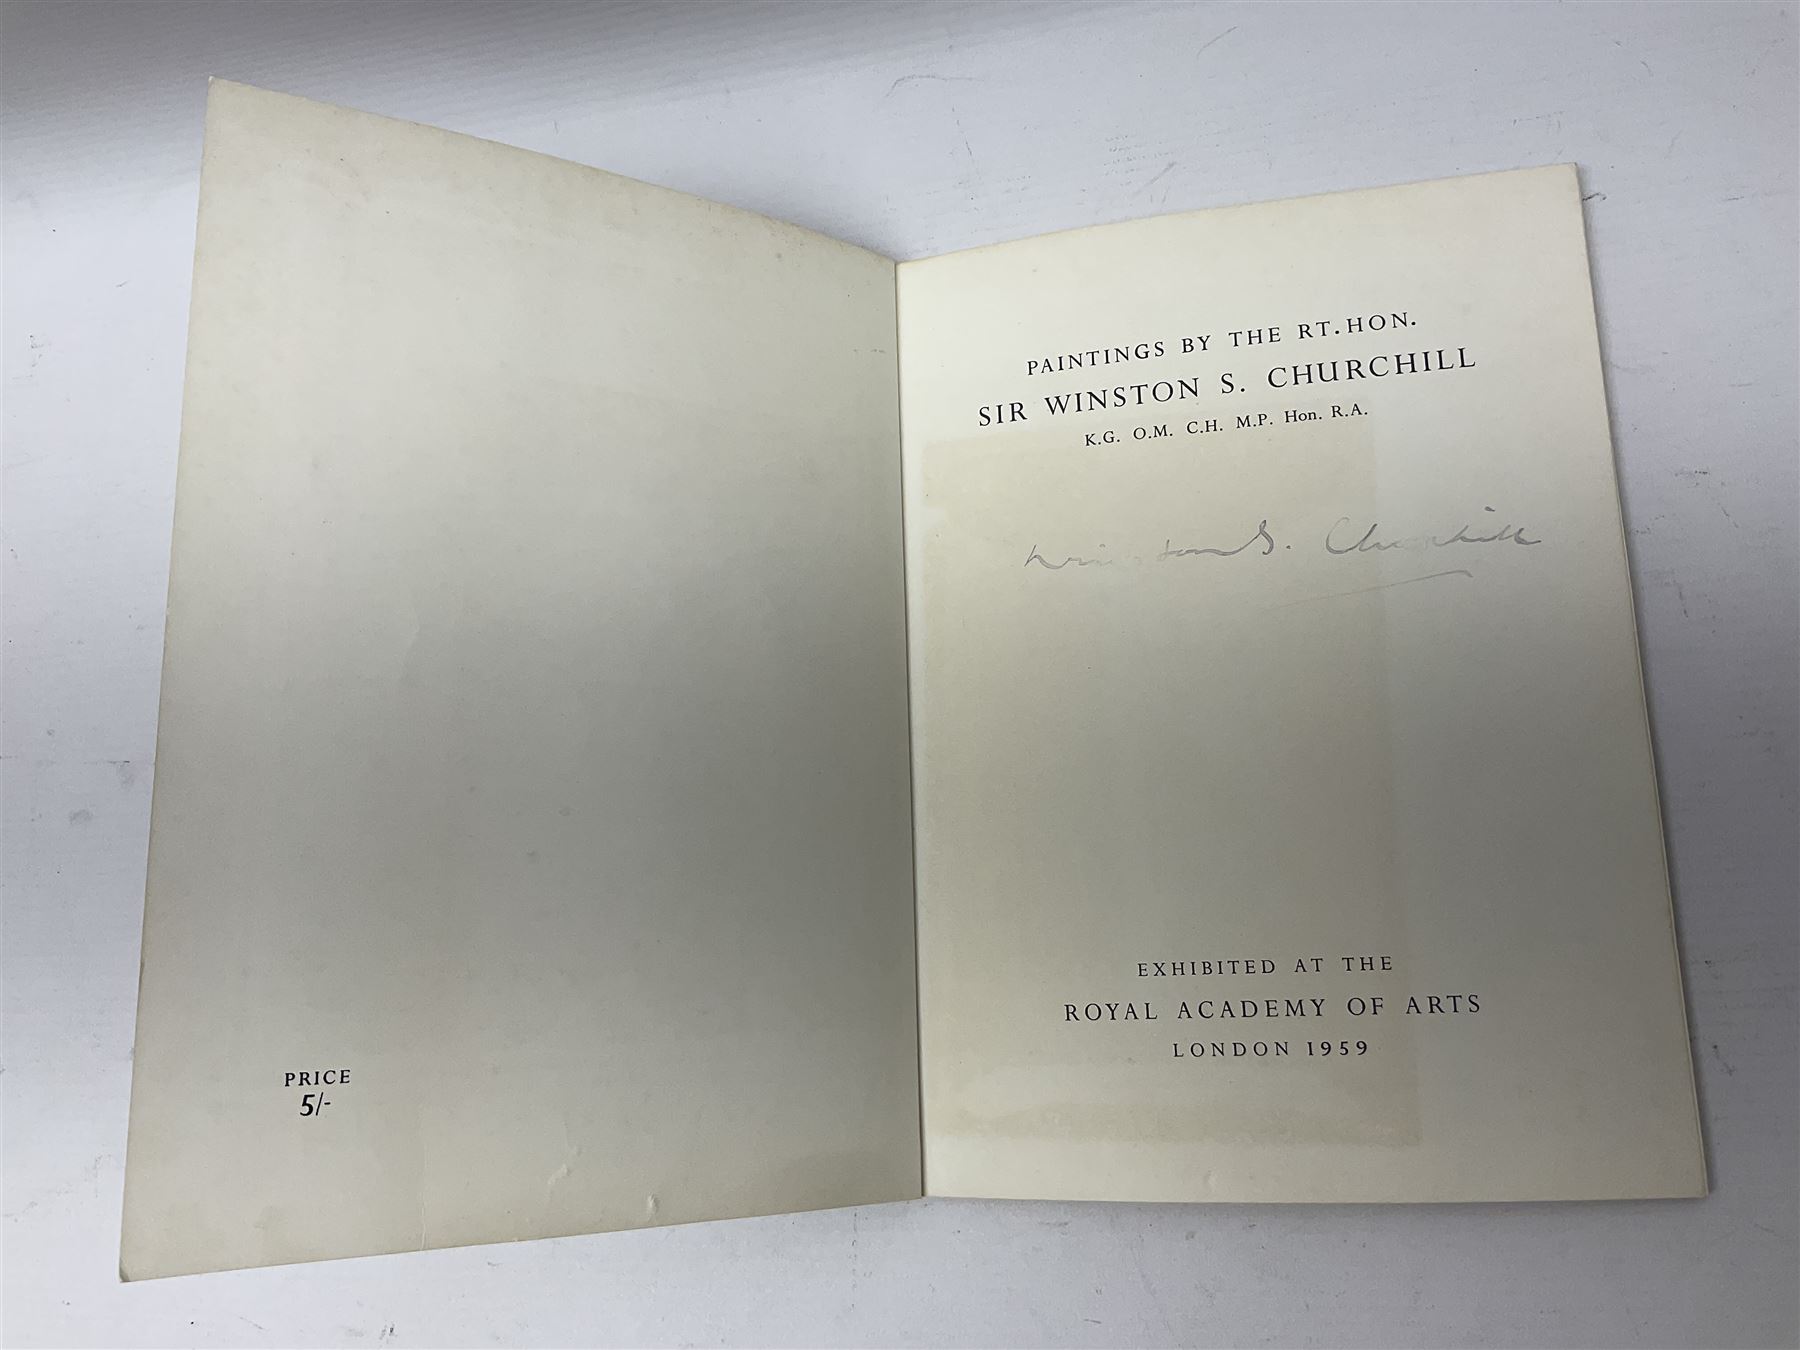 PRICE
5/-
PAINTINGS BY THE RT. HON.
SIR WINSTON S. CHURCHILL
K.G. O.M. C.H. M.P. Hon. R.A.
Winston S. Churchill
EXHIBITED AT THE
ROYAL ACADEMY OF ARTS
LONDON 1959